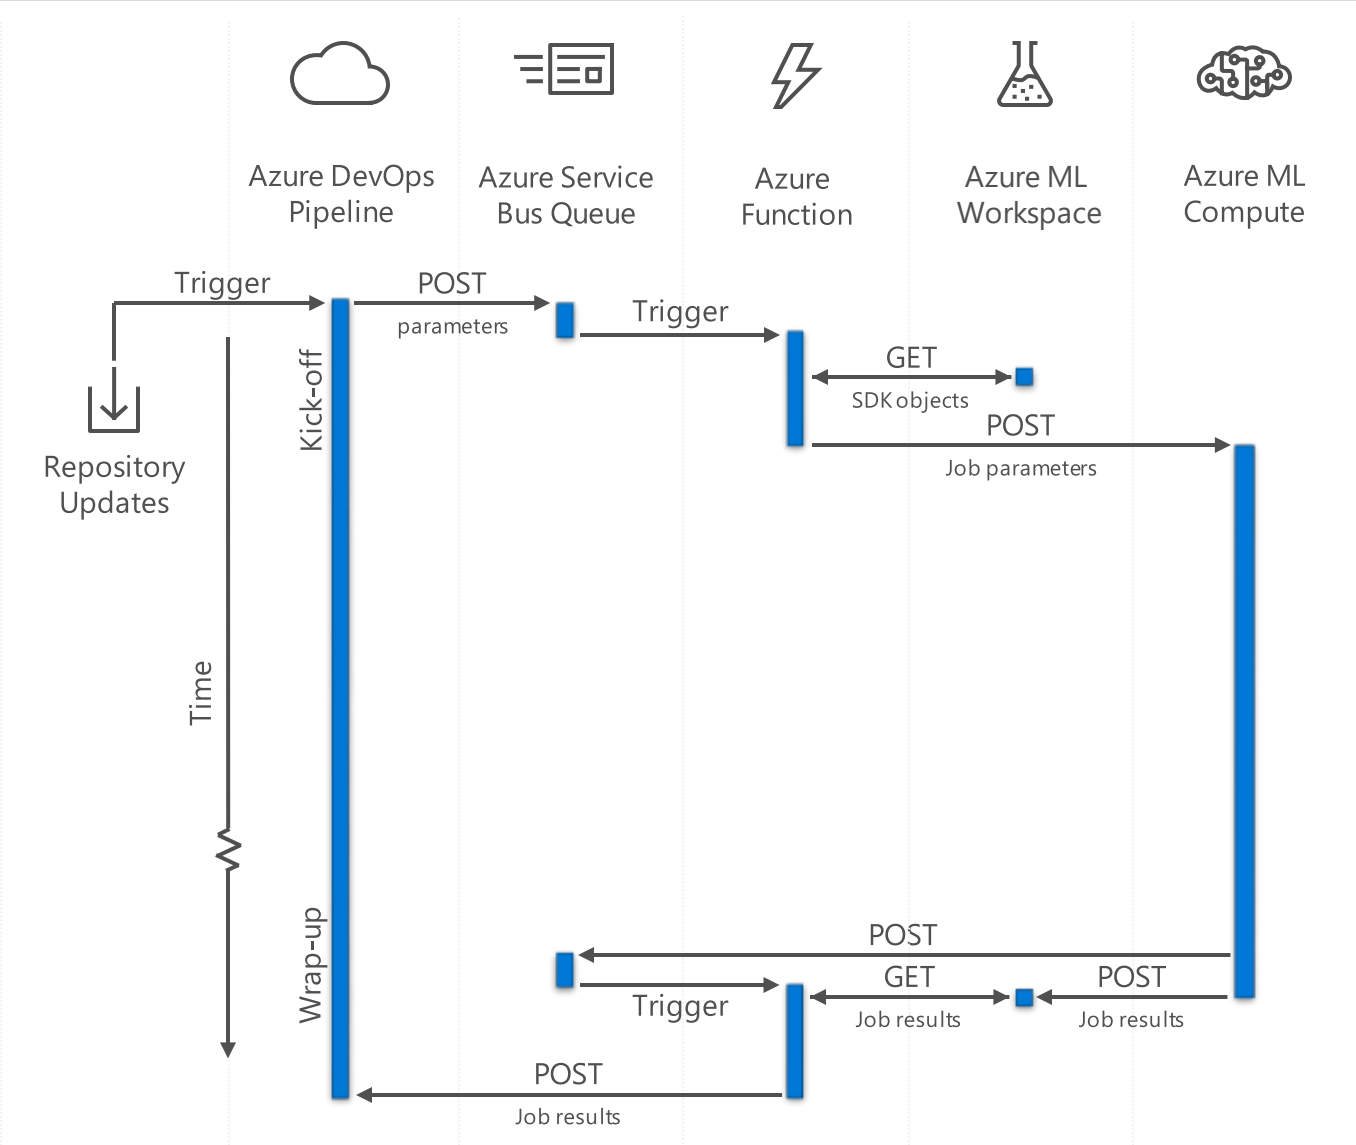 Azure DevOps
Pipeline
Azure Service
Bus Queue
Azure
Function
Azure ML
Workspace
Azure ML
Compute
Trigger
POST
parameters
Trigger
Kick-off
GET
SDK objects
POST
Job parameters
Repository
Updates
Time
Wrap-up
POST
Trigger
GET
Job results
POST
Job results
POST
Job results